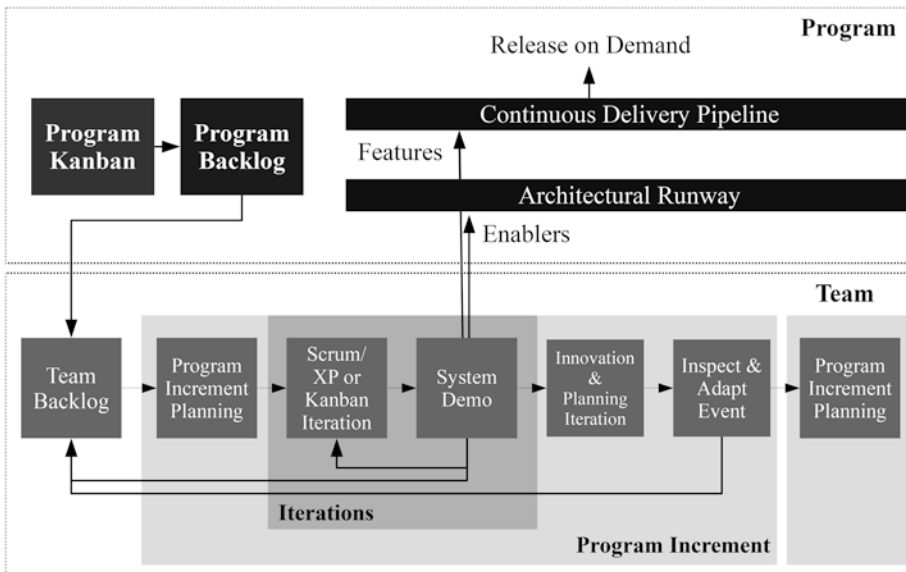 Program
Release on Demand
Program
Kanban
Program
Backlog
Continuous Delivery Pipeline
Features
Architectural Runway
Enablers
Team
Team
Backlog
Program
Increment
Planning
Scrum/
XP or
Kanban
Iteration
System
Demo
Innovation
&
Planning
Iteration
Inspect &
Adapt
Event
Program
Increment
Planning
Iterations
Program Increment